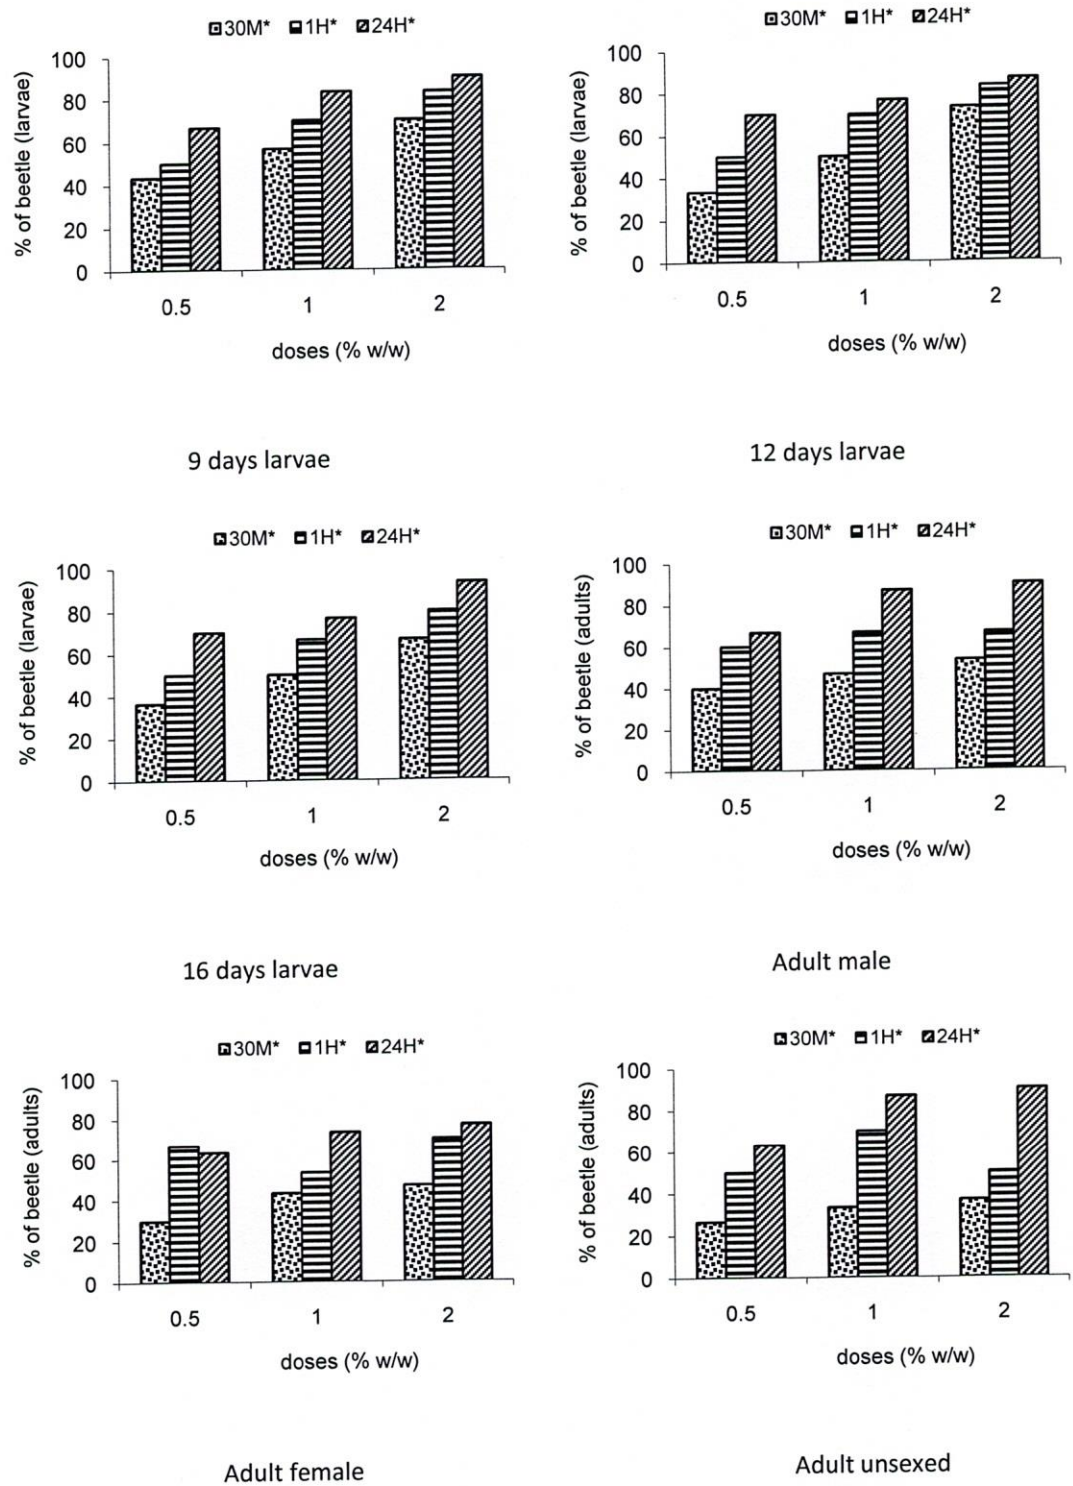 30M* 1H* 24H*
% of beetle (larvae)
100
80
60
40
20
0
0.5 1 2
doses (% w/w)
9 days larvae
30M* 1H* 24H*
% of beetle (larvae)
100
80
60
40
20
0
0.5 1 2
doses (% w/w)
12 days larvae
30M* 1H* 24H*
% of beetle (larvae)
100
80
60
40
20
0
0.5 1 2
doses (% w/w)
16 days larvae
30M* 1H* 24H*
% of beetle (adults)
100
80
60
40
20
0
0.5 1 2
doses (% w/w)
Adult male
30M* 1H* 24H*
% of beetle (adults)
100
80
60
40
20
0
0.5 1 2
doses (% w/w)
Adult female
30M* 1H* 24H*
% of beetle (adults)
100
80
60
40
20
0
0.5 1 2
doses (% w/w)
Adult unsexed